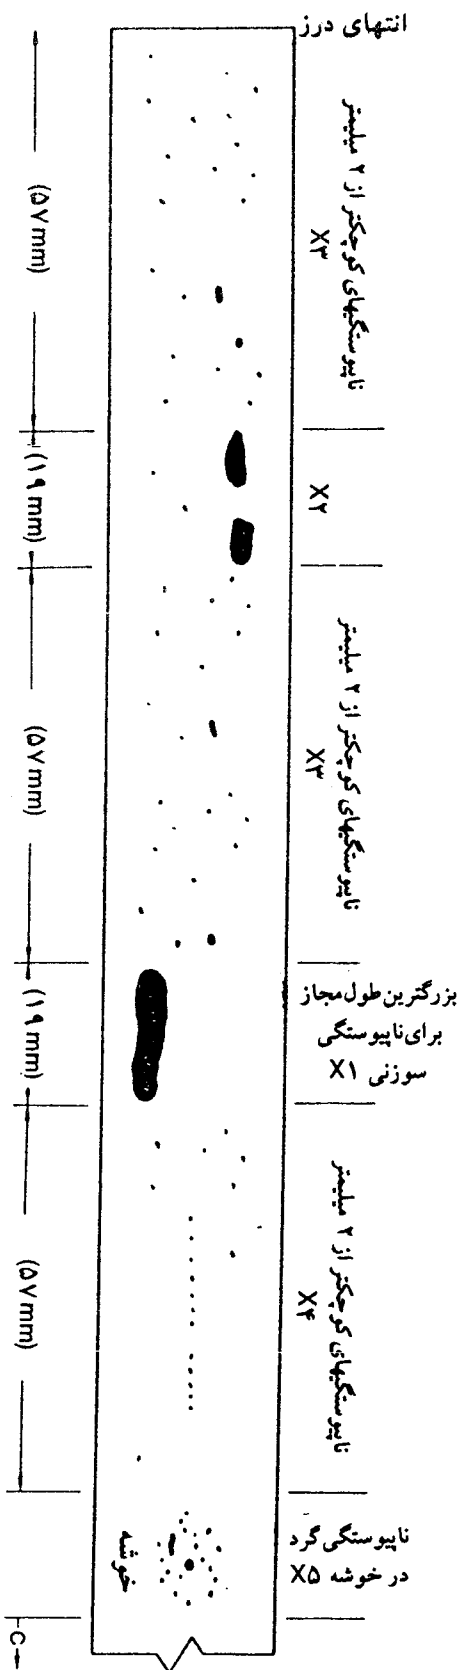 انتهای درز
ناپیوستگیهای کوچکتر از ۲ میلیمتر
X۳
(۵۷ mm)
X۲
(۱۹ mm)
ناپیوستگیهای کوچکتر از ۲ میلیمتر
X۳
(۵۷ mm)
بزرگترین طول مجاز
برای ناپیوستگی
سوزنی X۱
(۱۹ mm)
ناپیوستگیهای کوچکتر از ۲ میلیمتر
X۴
(۵۷ mm)
ناپیوستگی گرد
در خوشه X۵
خوشه
C